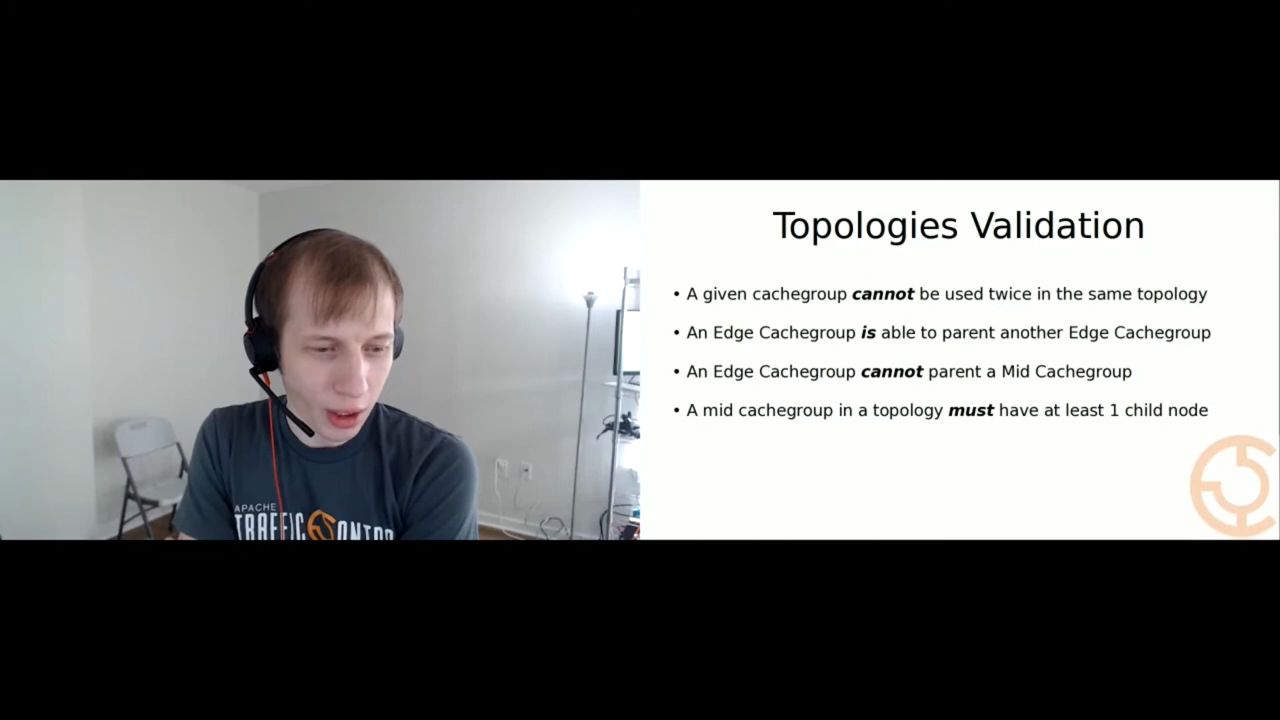 Topologies Validation
• A given cachegroup cannot be used twice in the same topology
• An Edge Cachegroup is able to parent another Edge Cachegroup
• An Edge Cachegroup cannot parent a Mid Cachegroup
• A mid cachegroup in a topology must have at least 1 child node
APACHE
TRAFFIC CONTROL